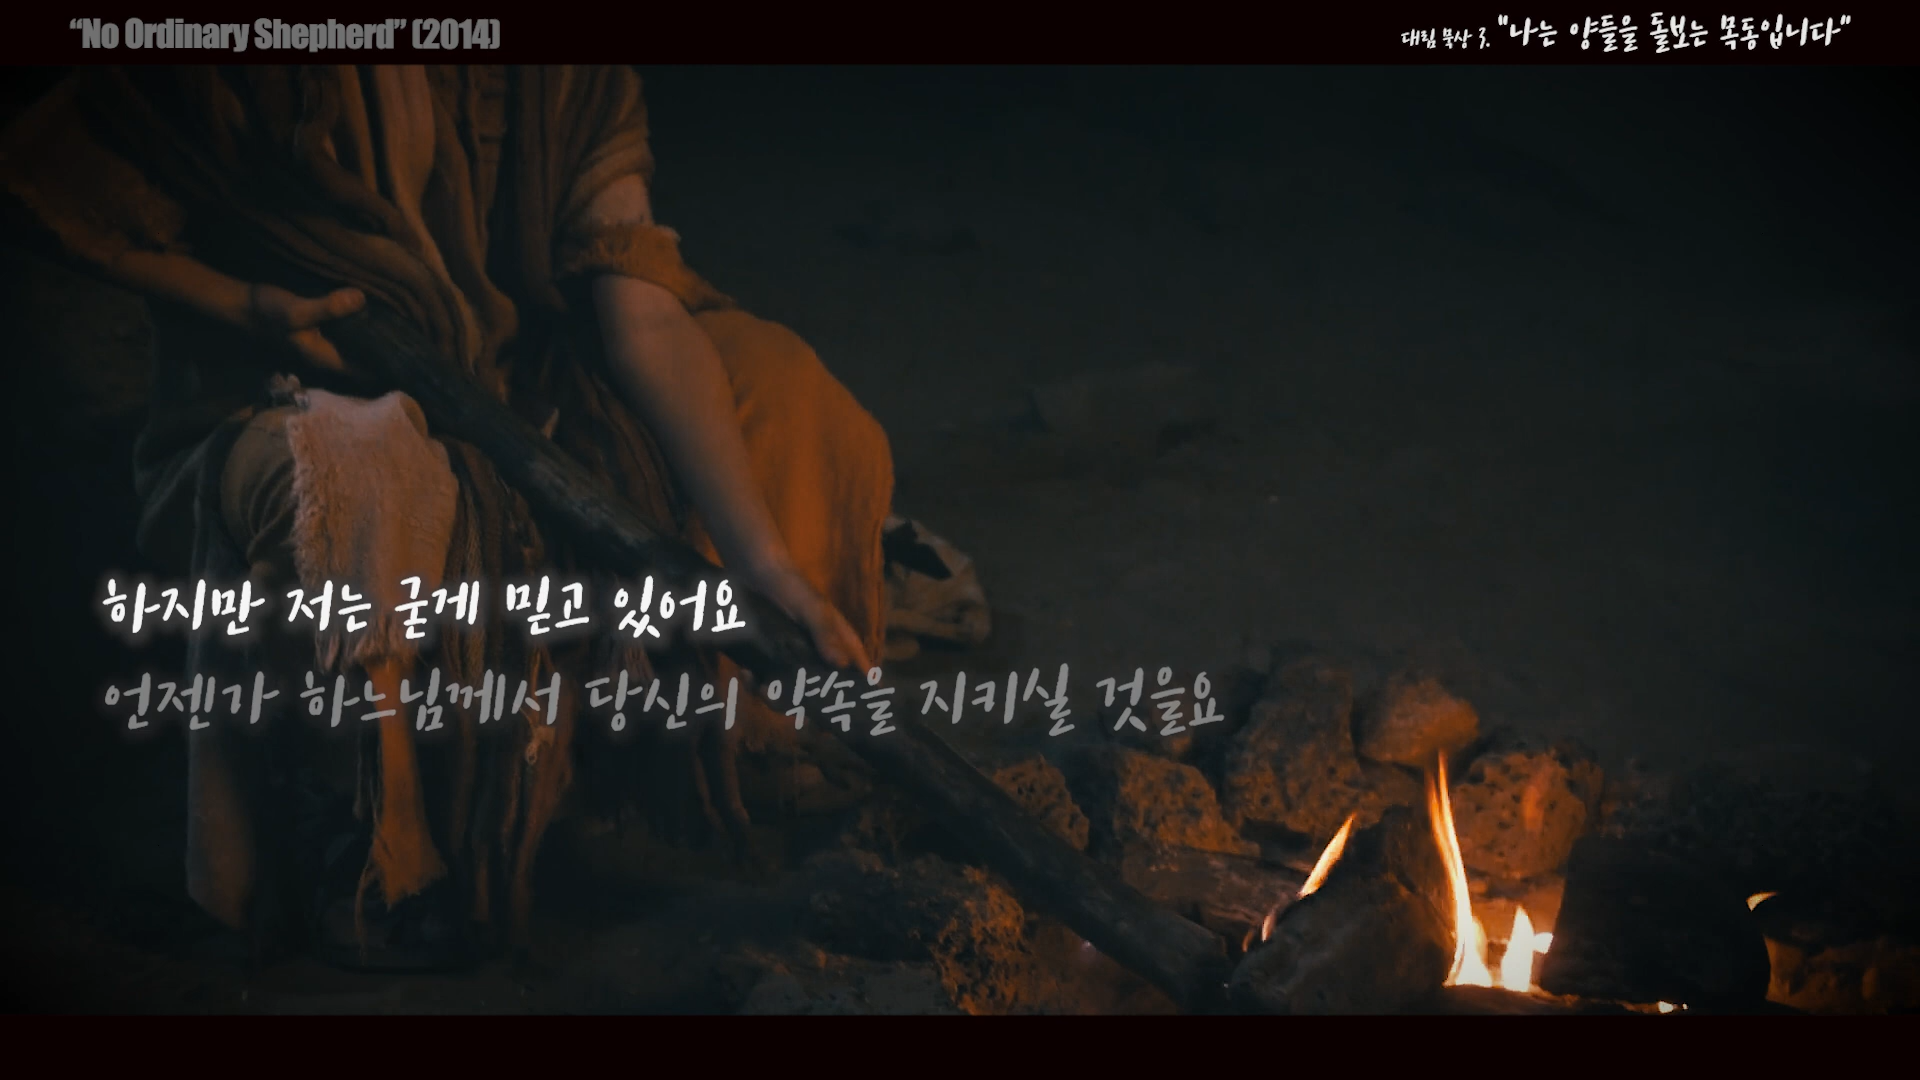 “No Ordinary Shepherd” (2014)
대림 묵상 3. "나는 양들을 돌보는 목동입니다"
하지만 저는 굳게 믿고 있어요
언젠가 하느님께서 당신의 약속을 지키실 것을요